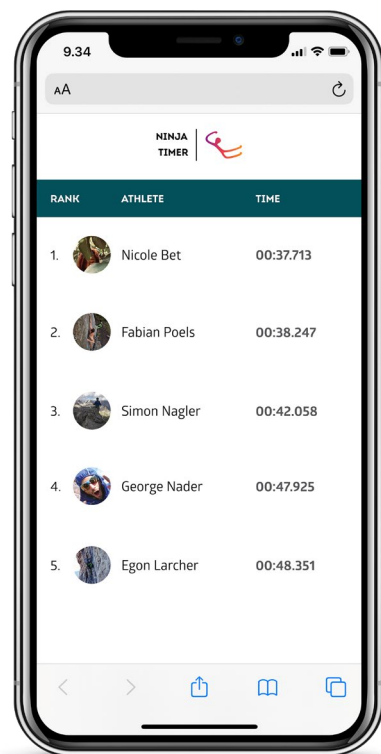 9.34
AA
NINJA
TIMER
RANK ATHLETE TIME
1. Nicole Bet 00:37.713
2. Fabian Poels 00:38.247
3. Simon Nagler 00:42.058
4. George Nader 00:47.925
5. Egon Larcher 00:48.351